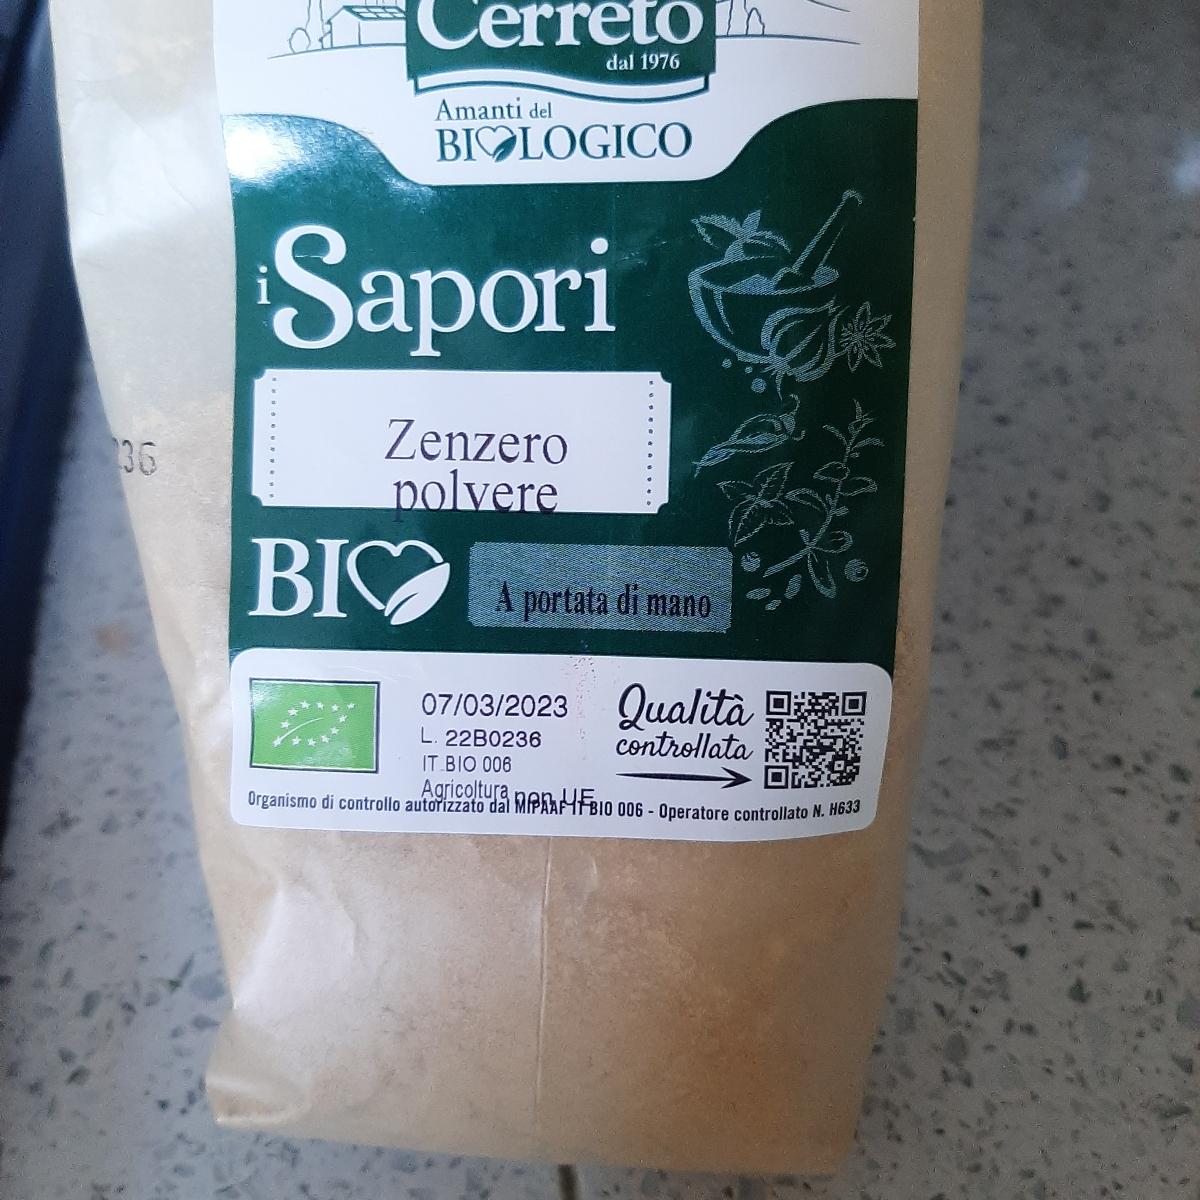 Cerreto
dal 1976
Amanti del
BIOLOGICO
i Sapori
Zenzero
polvere
BIO
A portata di mano
236
07/03/2023
L. 22B0236
IT BIO 006
Agricoltura non UE
Qualità
controllata
Organismo di controllo autorizzato dal MIPAAF IT BIO 006 - Operatore controllato N. H633